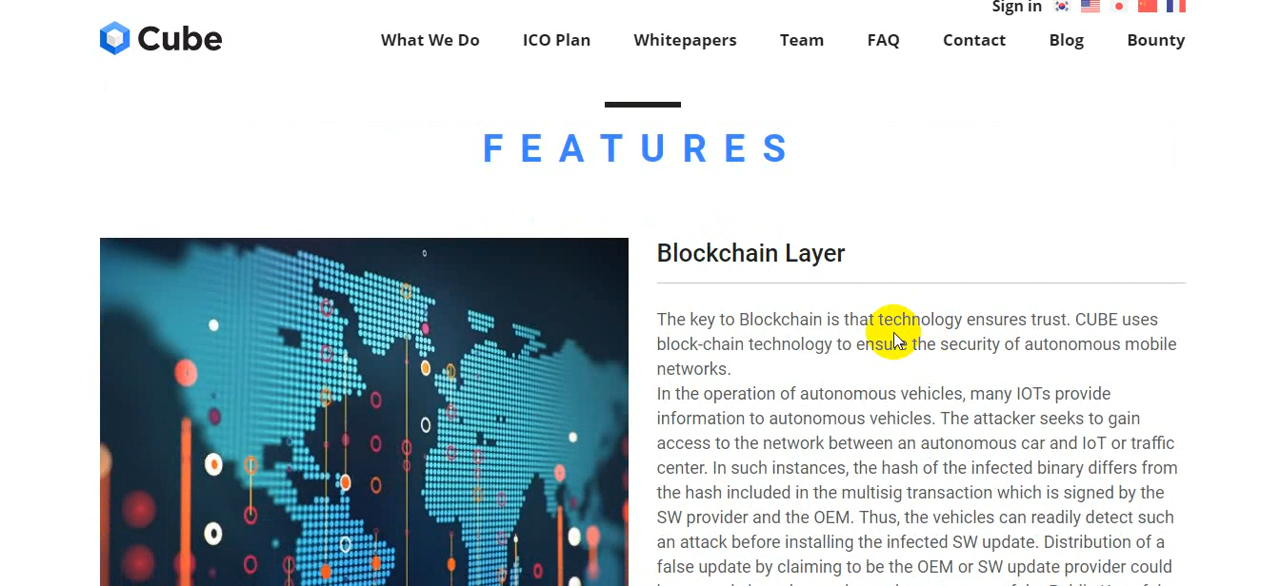 Sign in
Cube
What We Do
ICO Plan
Whitepapers
Team
FAQ
Contact
Blog
Bounty
FEATURES
Blockchain Layer
The key to Blockchain is that technology ensures trust. CUBE uses
block-chain technology to ensure the security of autonomous mobile
networks.
In the operation of autonomous vehicles, many IOTs provide
information to autonomous vehicles. The attacker seeks to gain
access to the network between an autonomous car and IoT or traffic
center. In such instances, the hash of the infected binary differs from
the hash included in the multisig transaction which is signed by the
SW provider and the OEM. Thus, the vehicles can readily detect such
an attack before installing the infected SW update. Distribution of a
false update by claiming to be the OEM or SW update provider could